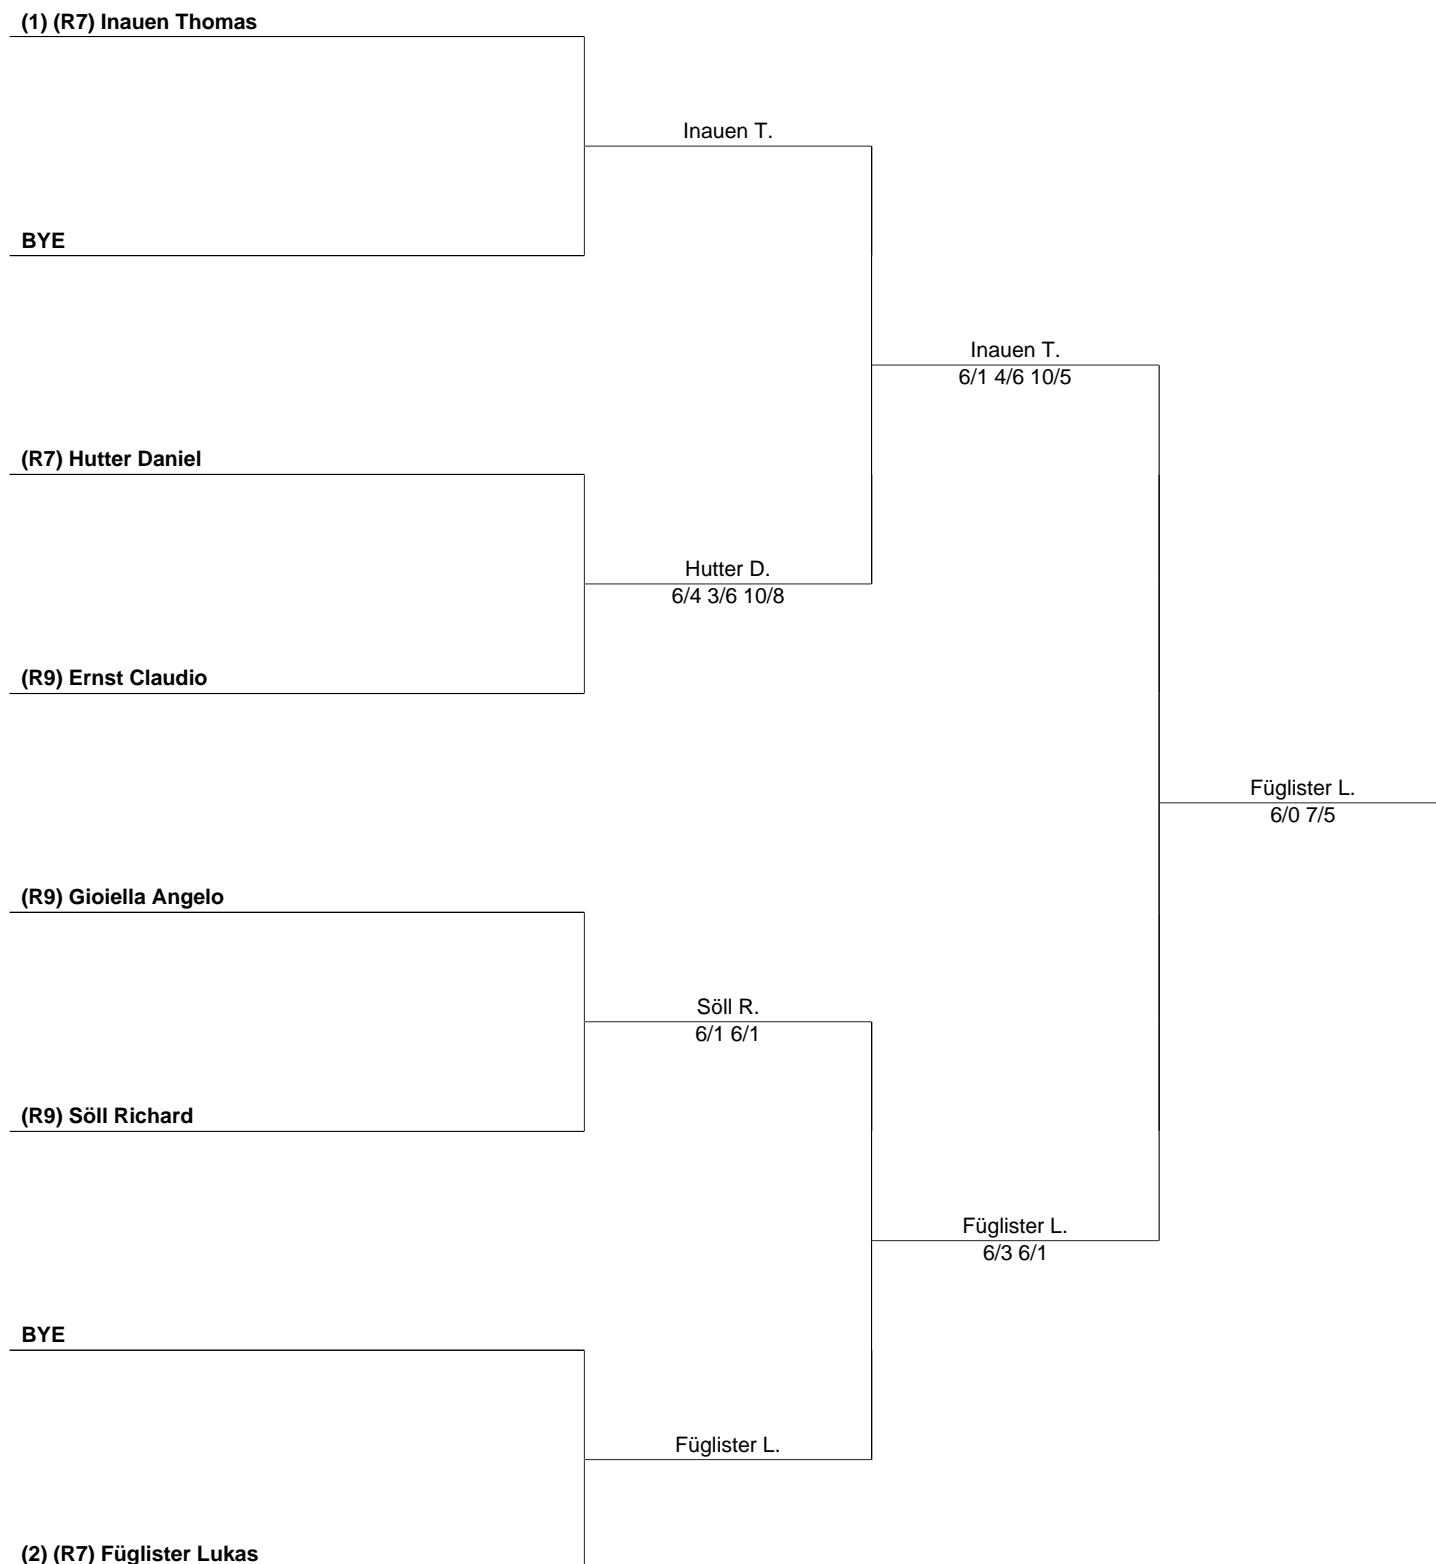 (1) (R7) Inauen Thomas
Inauen T.
BYE
Inauen T.
6/1 4/6 10/5
(R7) Hutter Daniel
Hutter D.
6/4 3/6 10/8
(R9) Ernst Claudio
Füglister L.
6/0 7/5
(R9) Gioiella Angelo
Söll R.
6/1 6/1
(R9) Söll Richard
Füglister L.
6/3 6/1
BYE
Füglister L.
(2) (R7) Füglister Lukas